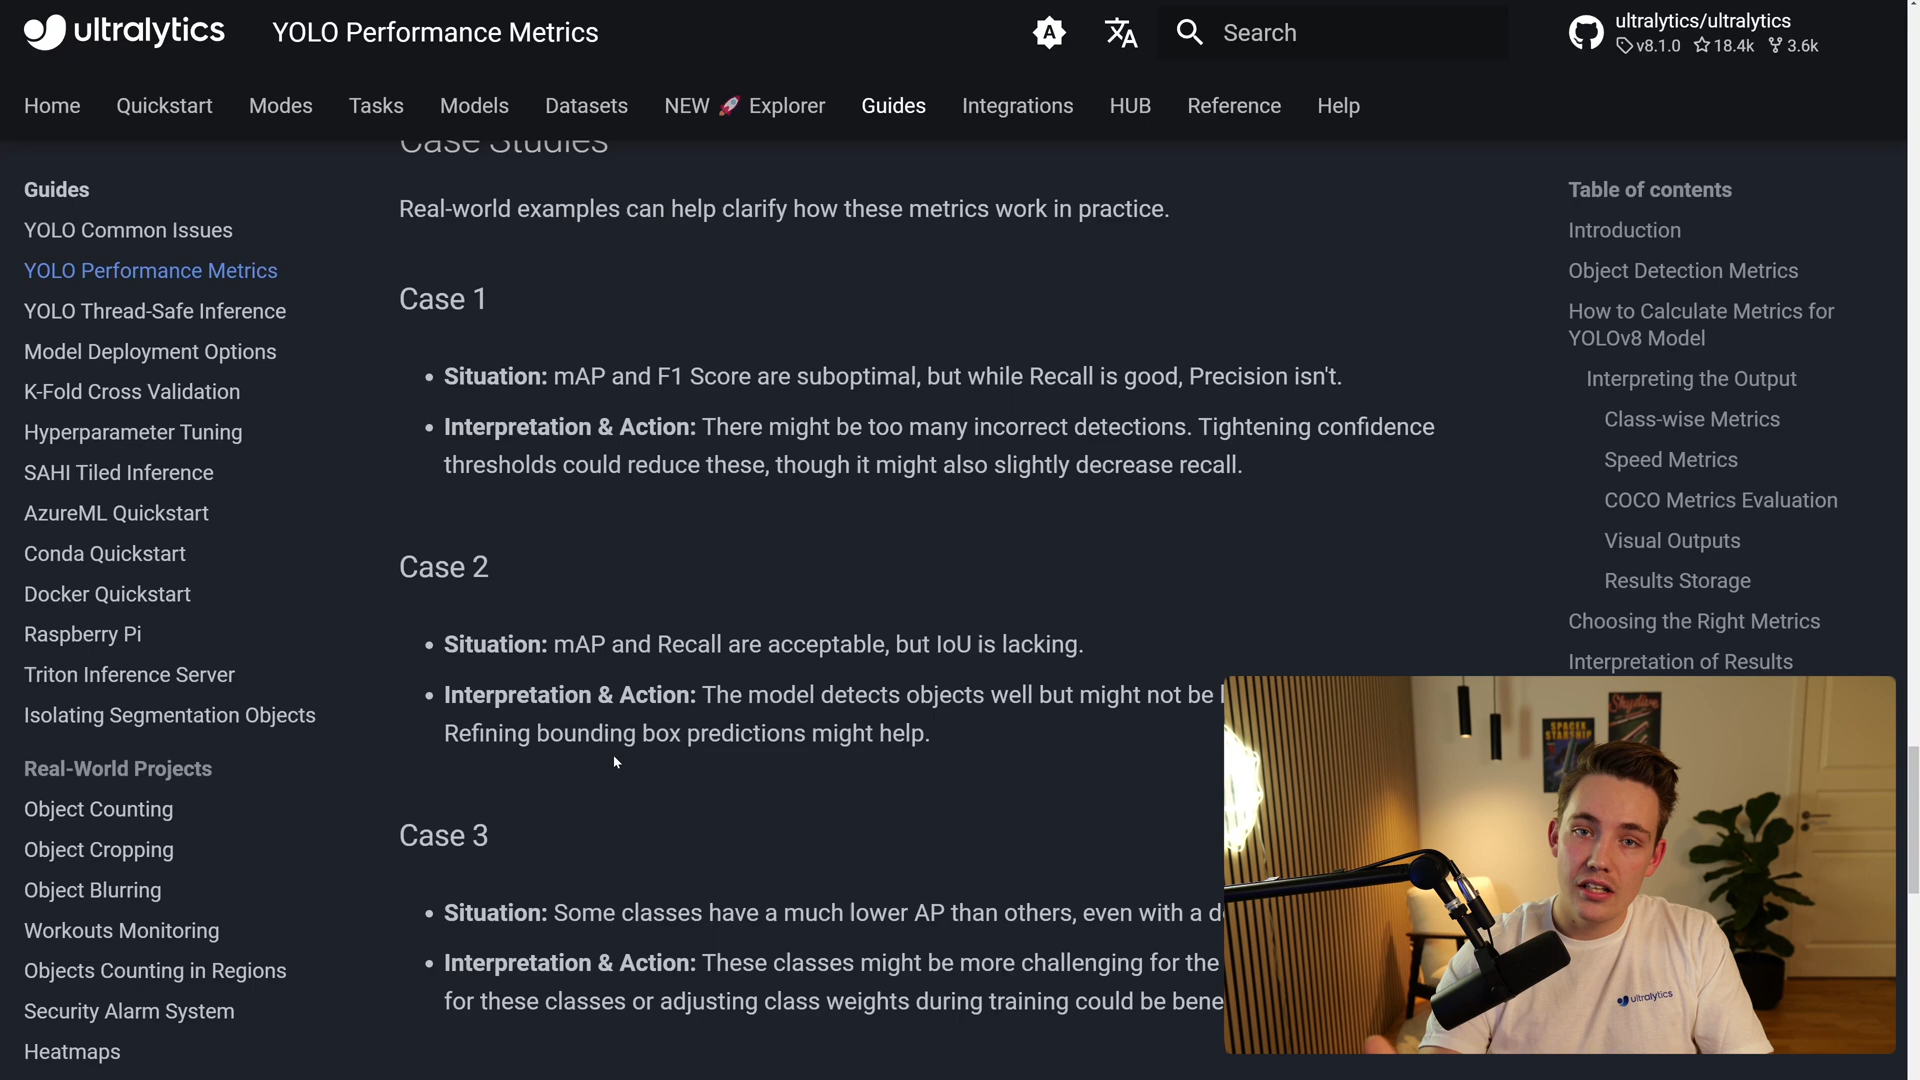 ultralytics
YOLO Performance Metrics
A
Search
ultralytics/ultralytics
v8.1.0 18.4k 3.6k
Home Quickstart Modes Tasks Models Datasets NEW 🚀 Explorer Guides Integrations HUB Reference Help
Guides
YOLO Common Issues
YOLO Performance Metrics
YOLO Thread-Safe Inference
Model Deployment Options
K-Fold Cross Validation
Hyperparameter Tuning
SAHI Tiled Inference
AzureML Quickstart
Conda Quickstart
Docker Quickstart
Raspberry Pi
Triton Inference Server
Isolating Segmentation Objects
Real-World Projects
Object Counting
Object Cropping
Object Blurring
Workouts Monitoring
Objects Counting in Regions
Security Alarm System
Heatmaps
Case Studies
Real-world examples can help clarify how these metrics work in practice.
Case 1
• Situation: mAP and F1 Score are suboptimal, but while Recall is good, Precision isn't.
• Interpretation & Action: There might be too many incorrect detections. Tightening confidence
thresholds could reduce these, though it might also slightly decrease recall.
Case 2
• Situation: mAP and Recall are acceptable, but IoU is lacking.
• Interpretation & Action: The model detects objects well but might not be
Refining bounding box predictions might help.
Case 3
• Situation: Some classes have a much lower AP than others, even with a
• Interpretation & Action: These classes might be more challenging for the
for these classes or adjusting class weights during training could be
Table of contents
Introduction
Object Detection Metrics
How to Calculate Metrics for
YOLOv8 Model
Interpreting the Output
Class-wise Metrics
Speed Metrics
COCO Metrics Evaluation
Visual Outputs
Results Storage
Choosing the Right Metrics
Interpretation of Results
SPACEX
STARSHIP
Skydive
ultralytics